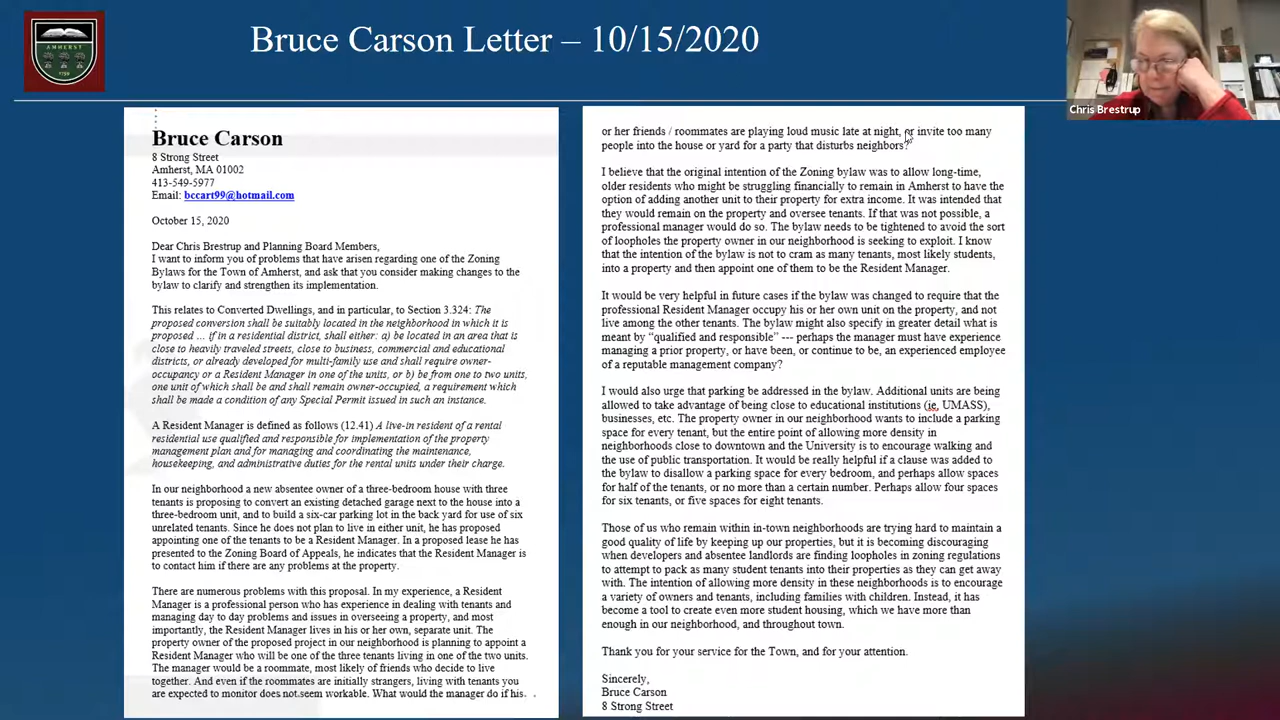 Bruce Carson Letter – 10/15/2020
AMHERST
1759
Chris Brestrup
Bruce Carson
8 Strong Street
Amherst, MA 01002
413-549-5977
Email: bccart99@hotmail.com
October 15, 2020
Dear Chris Brestrup and Planning Board Members,
I want to inform you of problems that have arisen regarding one of the Zoning
Bylaws for the Town of Amherst, and ask that you consider making changes to the
bylaw to clarify and strengthen its implementation.
This relates to Converted Dwellings, and in particular, to Section 3.324: The
proposed conversion shall be suitably located in the neighborhood in which it is
proposed … if in a residential district, shall either: a) be located in an area that is
close to heavily traveled streets, close to business, commercial and educational
districts, or already developed for multi-family use and shall require owner-
occupancy or a Resident Manager in one of the units, or b) be from one to two units,
one unit of which shall be and shall remain owner-occupied, a requirement which
shall be made a condition of any Special Permit issued in such an instance.
A Resident Manager is defined as follows (12.41) A live-in resident of a rental
residential use qualified and responsible for implementation of the property
management plan and for managing and coordinating the maintenance,
housekeeping, and administrative duties for the rental units under their charge.
In our neighborhood a new absentee owner of a three-bedroom house with three
tenants is proposing to convert an existing detached garage next to the house into a
three-bedroom unit, and to build a six-car parking lot in the back yard for use of six
unrelated tenants. Since he does not plan to live in either unit, he has proposed
appointing one of the tenants to be a Resident Manager. In a proposed lease he has
presented to the Zoning Board of Appeals, he indicates that the Resident Manager is
to contact him if there are any problems at the property.
There are numerous problems with this proposal. In my experience, a Resident
Manager is a professional person who has experience in dealing with tenants and
managing day to day problems and issues in overseeing a property, and most
importantly, the Resident Manager lives in his or her own, separate unit. The
property owner of the proposed project in our neighborhood is planning to appoint a
Resident Manager who will be one of the three tenants living in one of the two units.
The manager would be a roommate, most likely of friends who decide to live
together. And even if the roommates are initially strangers, living with tenants you
are expected to monitor does not seem workable. What would the manager do if his
or her friends / roommates are playing loud music late at night, or invite too many
people into the house or yard for a party that disturbs neighbors?
I believe that the original intention of the Zoning bylaw was to allow long-time,
older residents who might be struggling financially to remain in Amherst to have the
option of adding another unit to their property for extra income. It was intended that
they would remain on the property and oversee tenants. If that was not possible, a
professional manager would do so. The bylaw needs to be tightened to avoid the sort
of loopholes the property owner in our neighborhood is seeking to exploit. I know
that the intention of the bylaw is not to cram as many tenants, most likely students,
into a property and then appoint one of them to be the Resident Manager.
It would be very helpful in future cases if the bylaw was changed to require that the
professional Resident Manager occupy his or her own unit on the property, and not
live among the other tenants. The bylaw might also specify in greater detail what is
meant by “qualified and responsible” --- perhaps the manager must have experience
managing a prior property, or have been, or continue to be, an experienced employee
of a reputable management company?
I would also urge that parking be addressed in the bylaw. Additional units are being
allowed to take advantage of being close to educational institutions (ie, UMASS),
businesses, etc. The property owner in our neighborhood wants to include a parking
space for every tenant, but the entire point of allowing more density in
neighborhoods close to downtown and the University is to encourage walking and
the use of public transportation. It would be really helpful if a clause was added to
the bylaw to disallow a parking space for every bedroom, and perhaps allow spaces
for half of the tenants, or no more than a certain number. Perhaps allow four spaces
for six tenants, or five spaces for eight tenants.
Those of us who remain within in-town neighborhoods are trying hard to maintain a
good quality of life by keeping up our properties, but it is becoming discouraging
when developers and absentee landlords are finding loopholes in zoning regulations
to attempt to pack as many student tenants into their properties as they can get away
with. The intention of allowing more density in these neighborhoods is to encourage
a variety of owners and tenants, including families with children. Instead, it has
become a tool to create even more student housing, which we have more than
enough in our neighborhood, and throughout town.
Thank you for your service for the Town, and for your attention.
Sincerely,
Bruce Carson
8 Strong Street